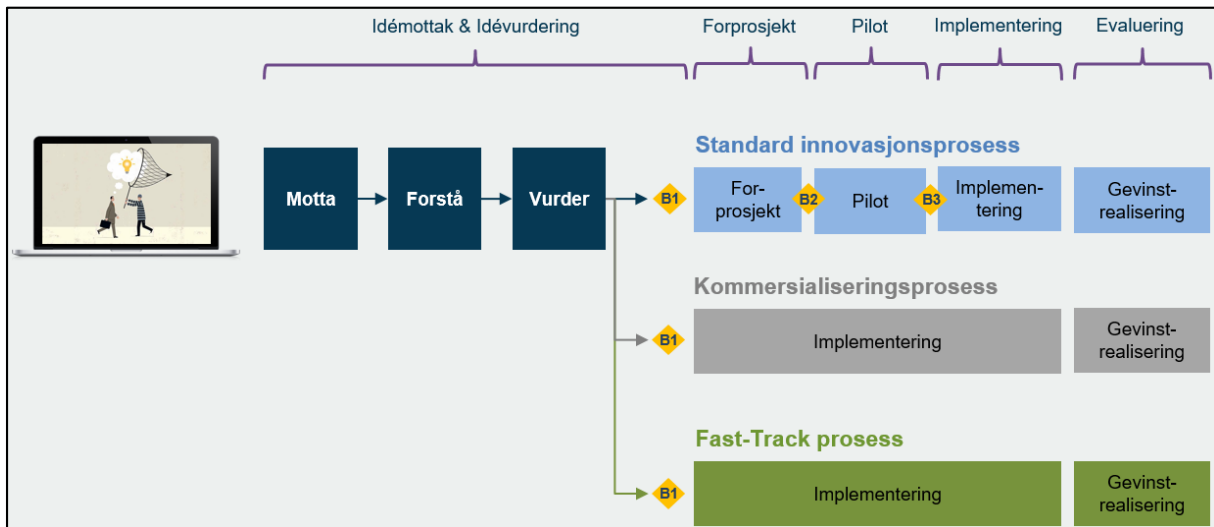 Idémottak & Idévurdering
Forprosjekt
Pilot
Implementering
Evaluering
Standard innovasjonsprosess
Motta
Forstå
Vurder
B1
For-
prosjekt
B2
Pilot
B3
Implemen-
tering
Gevinst-
realisering
Kommersialiseringsprosess
B1
Implementering
Gevinst-
realisering
Fast-Track prosess
B1
Implementering
Gevinst-
realisering